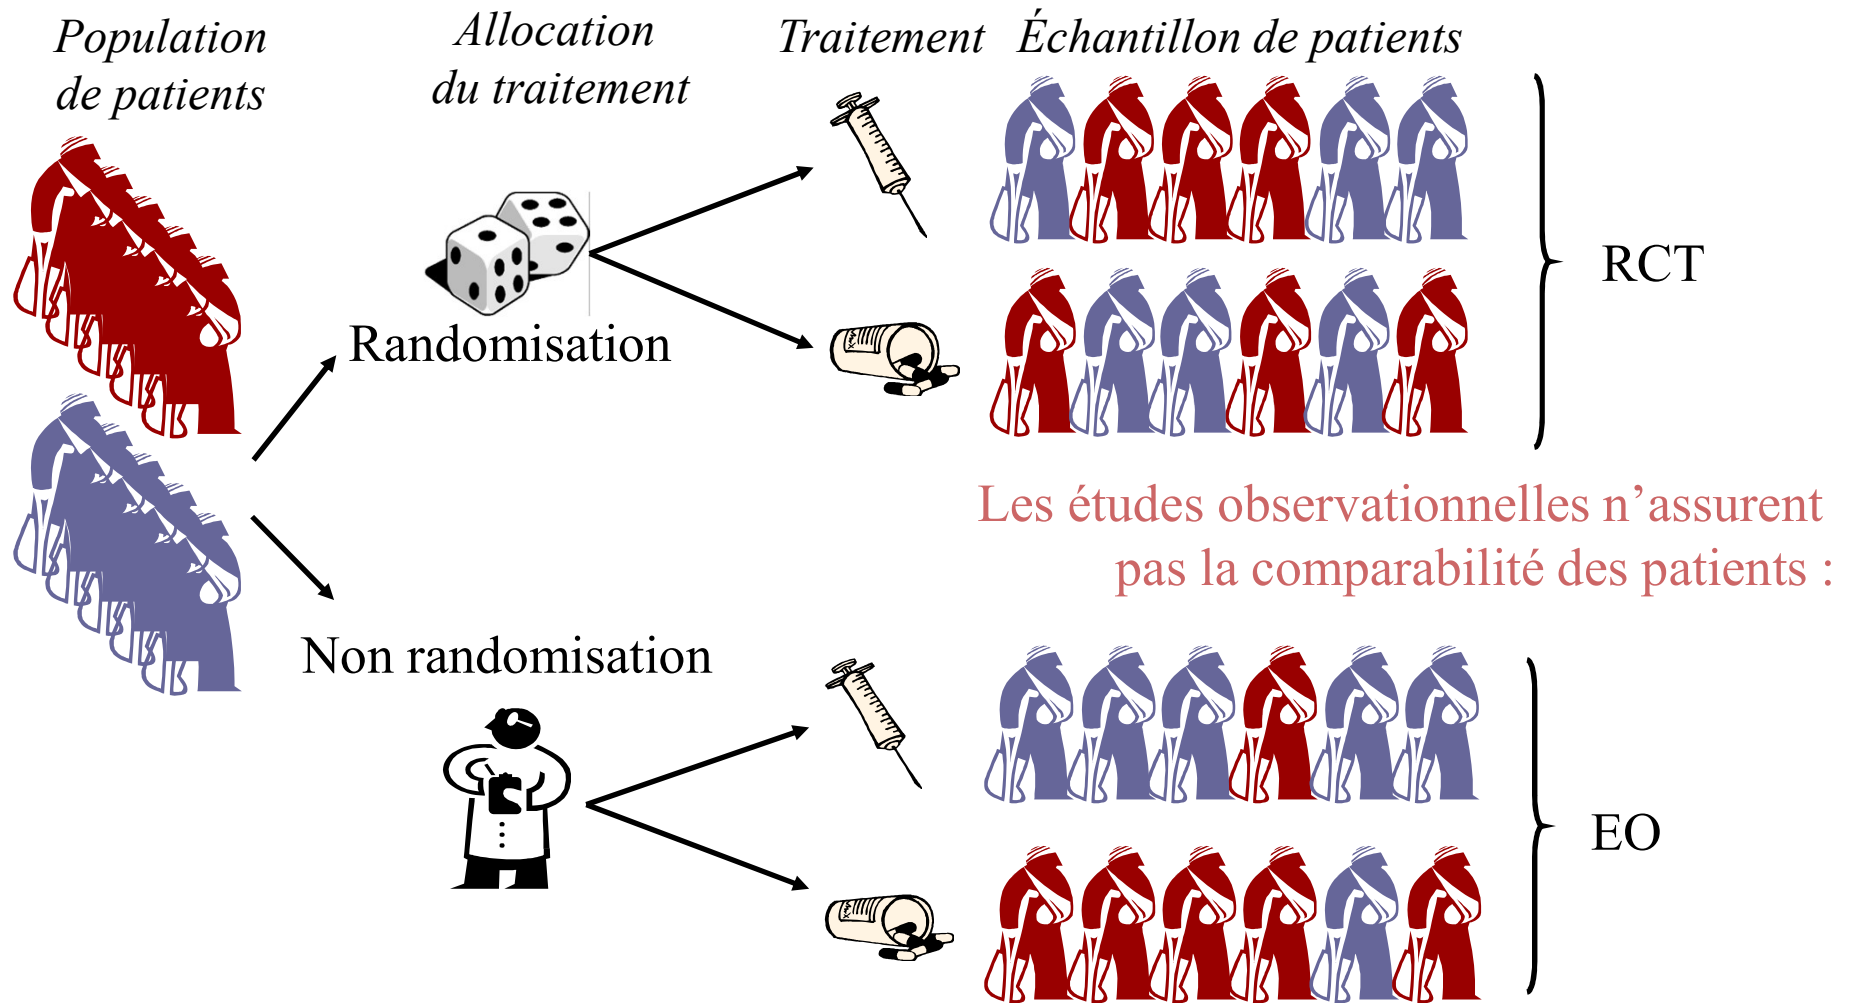 Population
de patients
Allocation
du traitement
Traitement
Échantillon de patients
Randomisation
RCT
Les études observationnelles n’assurent
pas la comparabilité des patients :
Non randomisation
EO